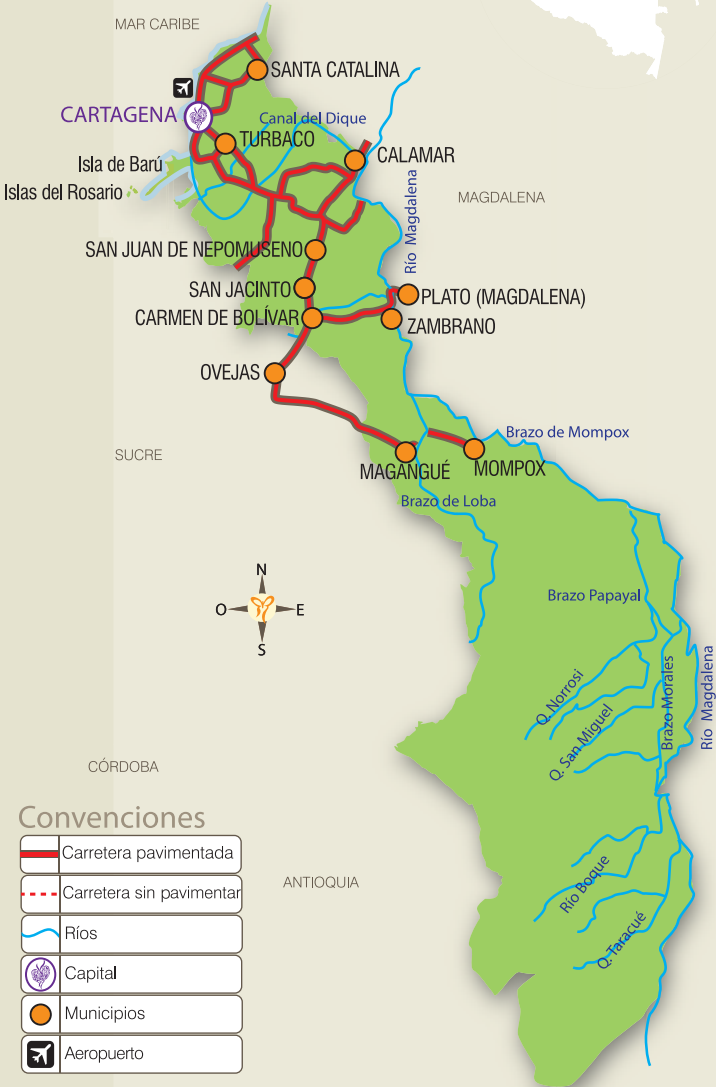 MAR CARIBE
SANTA CATALINA
CARTAGENA
Canal del Dique
TURBACO
CALAMAR
Isla de Barú
Islas del Rosario
MAGDALENA
Río Magdalena
SAN JUAN DE NEPOMUSENO
SAN JACINTO
PLATO (MAGDALENA)
CARMEN DE BOLÍVAR
ZAMBRANO
OVEJAS
Brazo de Mompox
SUCRE
MAGANGUÉ
MOMPOX
Brazo de Loba
N
O
E
S
Brazo Papayal
Q. Norrosi
Q. San Miguel
Brazo Morales
Río Magdalena
CÓRDOBA
Convenciones
Carretera pavimentada
Carretera sin pavimentar
Ríos
Capital
Municipios
Aeropuerto
ANTIOQUIA
Río Boque
Q. Taracué